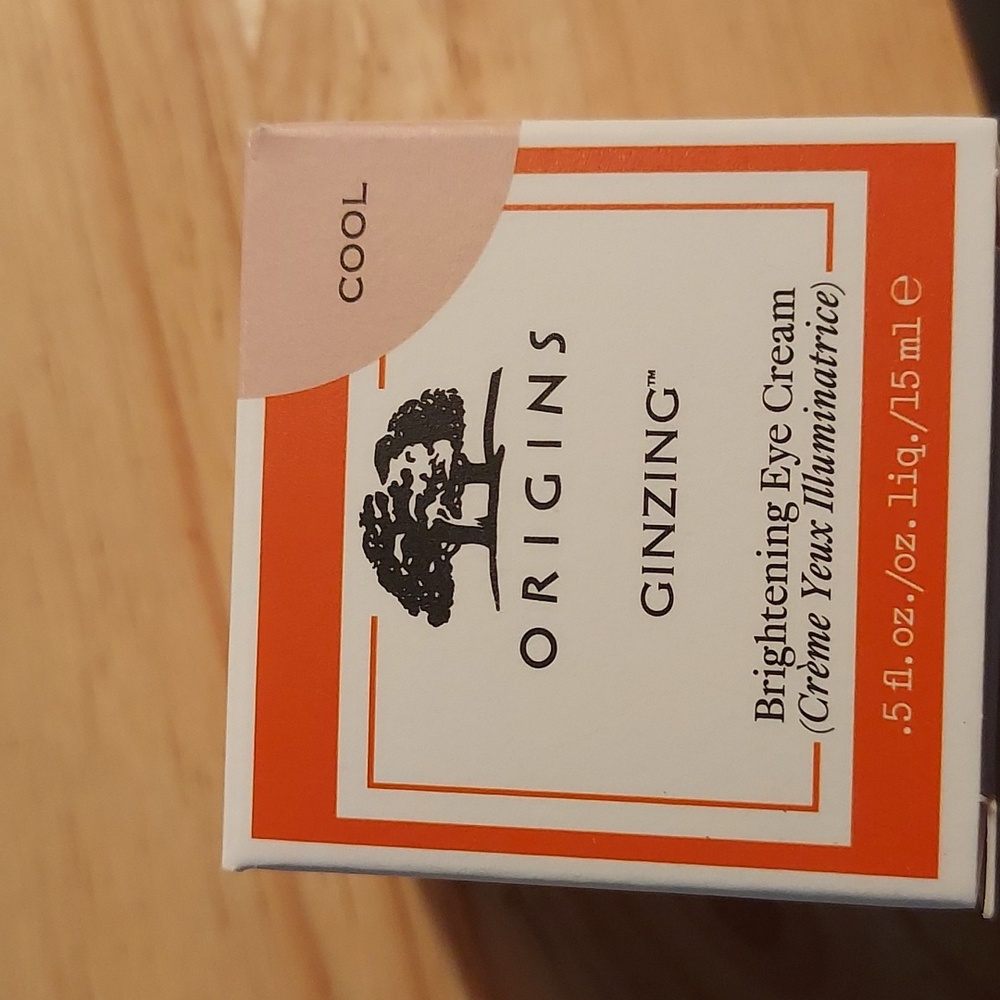 COOL
ORIGINS
GINZING™
Brightening Eye Cream
(Crème Yeux Illuminatrice)
.5 fl.oz./oz. liq./15 ml e